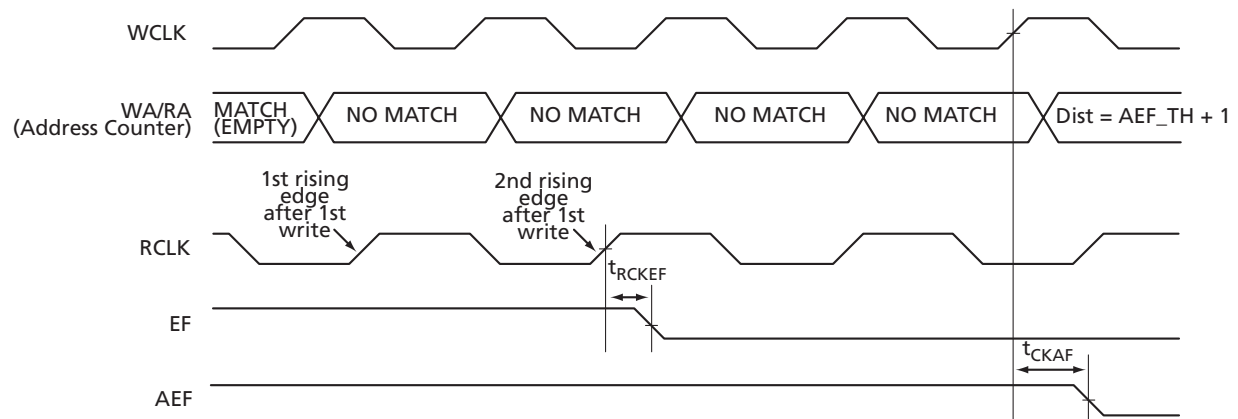 WCLK
WA/RA
(Address Counter)
MATCH
(EMPTY)
NO MATCH
NO MATCH
NO MATCH
NO MATCH
Dist = AEF_TH + 1
1st rising
edge
after 1st
write
2nd rising
edge
after 1st
write
RCLK
tRCKEF
EF
tCKAF
AEF